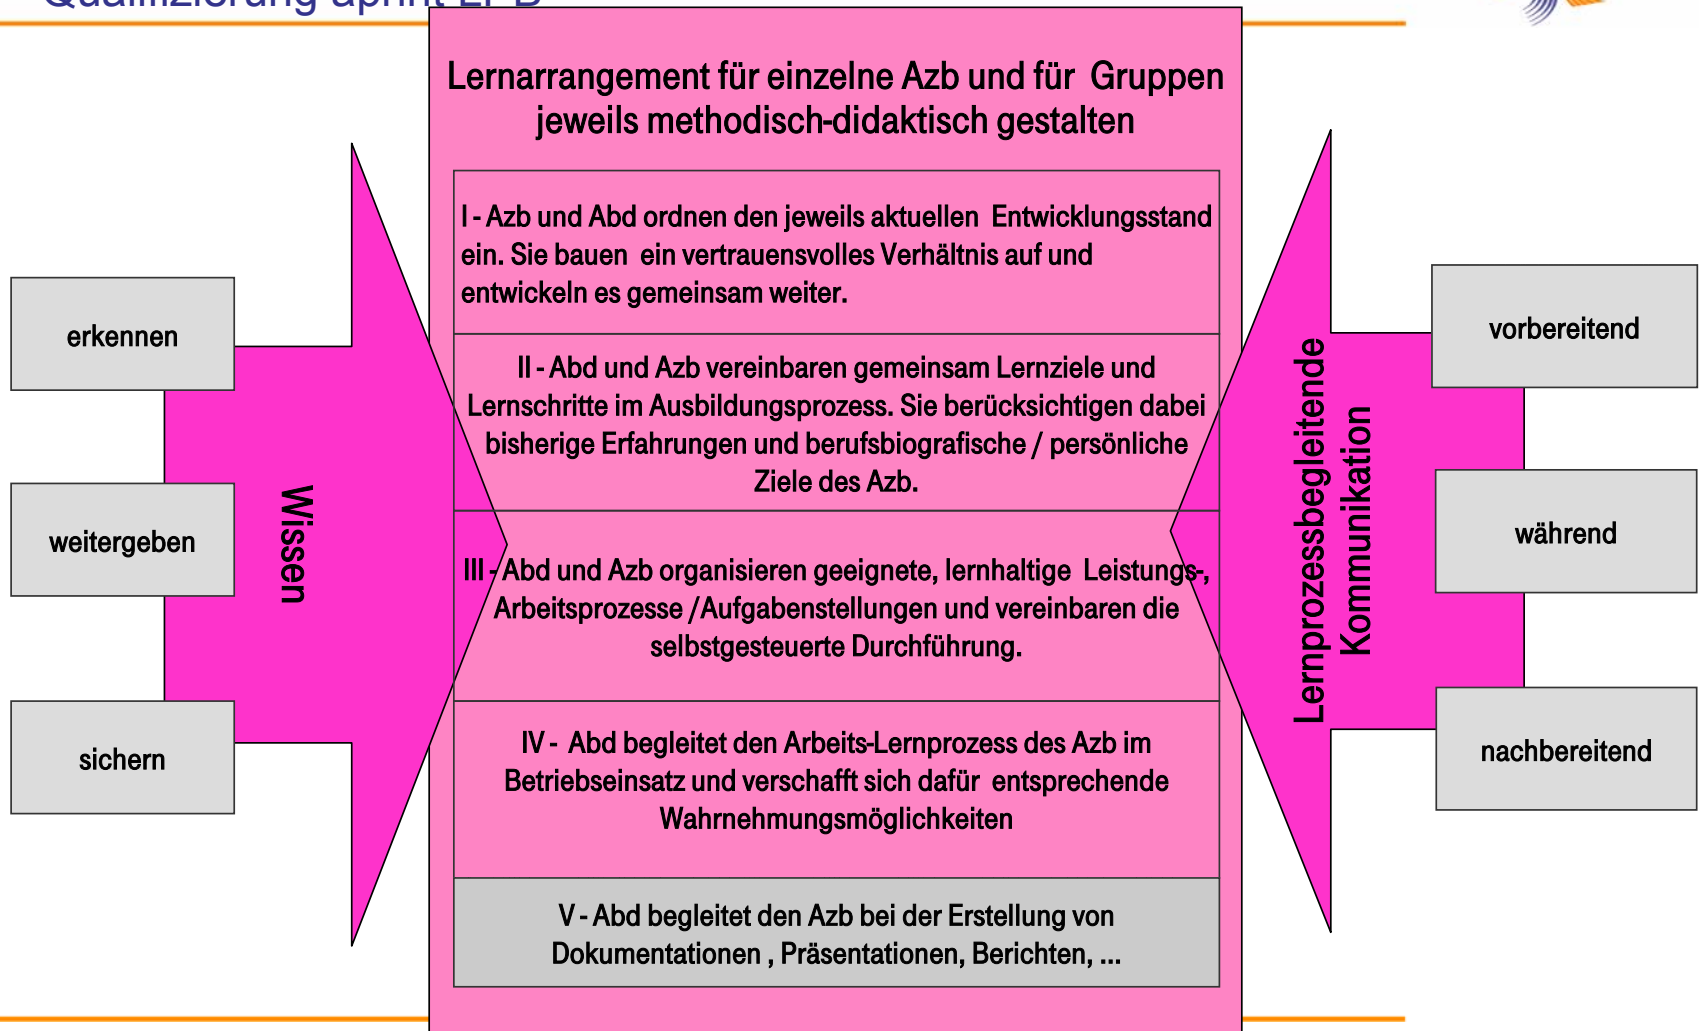 Qualifizierung aprint LPB
Lernarrangement für einzelne Azb und für Gruppen
jeweils methodisch-didaktisch gestalten
I - Azb und Abd ordnen den jeweils aktuellen Entwicklungsstand
ein. Sie bauen ein vertrauensvolles Verhältnis auf und
entwickeln es gemeinsam weiter.
II - Abd und Azb vereinbaren gemeinsam Lernziele und
Lernschritte im Ausbildungsprozess. Sie berücksichtigen dabei
bisherige Erfahrungen und berufsbiografische / persönliche
Ziele des Azb.
III - Abd und Azb organisieren geeignete, lernhaltige Leistungs-,
Arbeitsprozesse /Aufgabenstellungen und vereinbaren die
selbstgesteuerte Durchführung.
IV - Abd begleitet den Arbeits-Lernprozess des Azb im
Betriebseinsatz und verschafft sich dafür entsprechende
Wahrnehmungsmöglichkeiten
V - Abd begleitet den Azb bei der Erstellung von
Dokumentationen , Präsentationen, Berichten, ...
erkennen
weitergeben
sichern
Wissen
Lernprozessbegleitende
Kommunikation
vorbereitend
während
nachbereitend